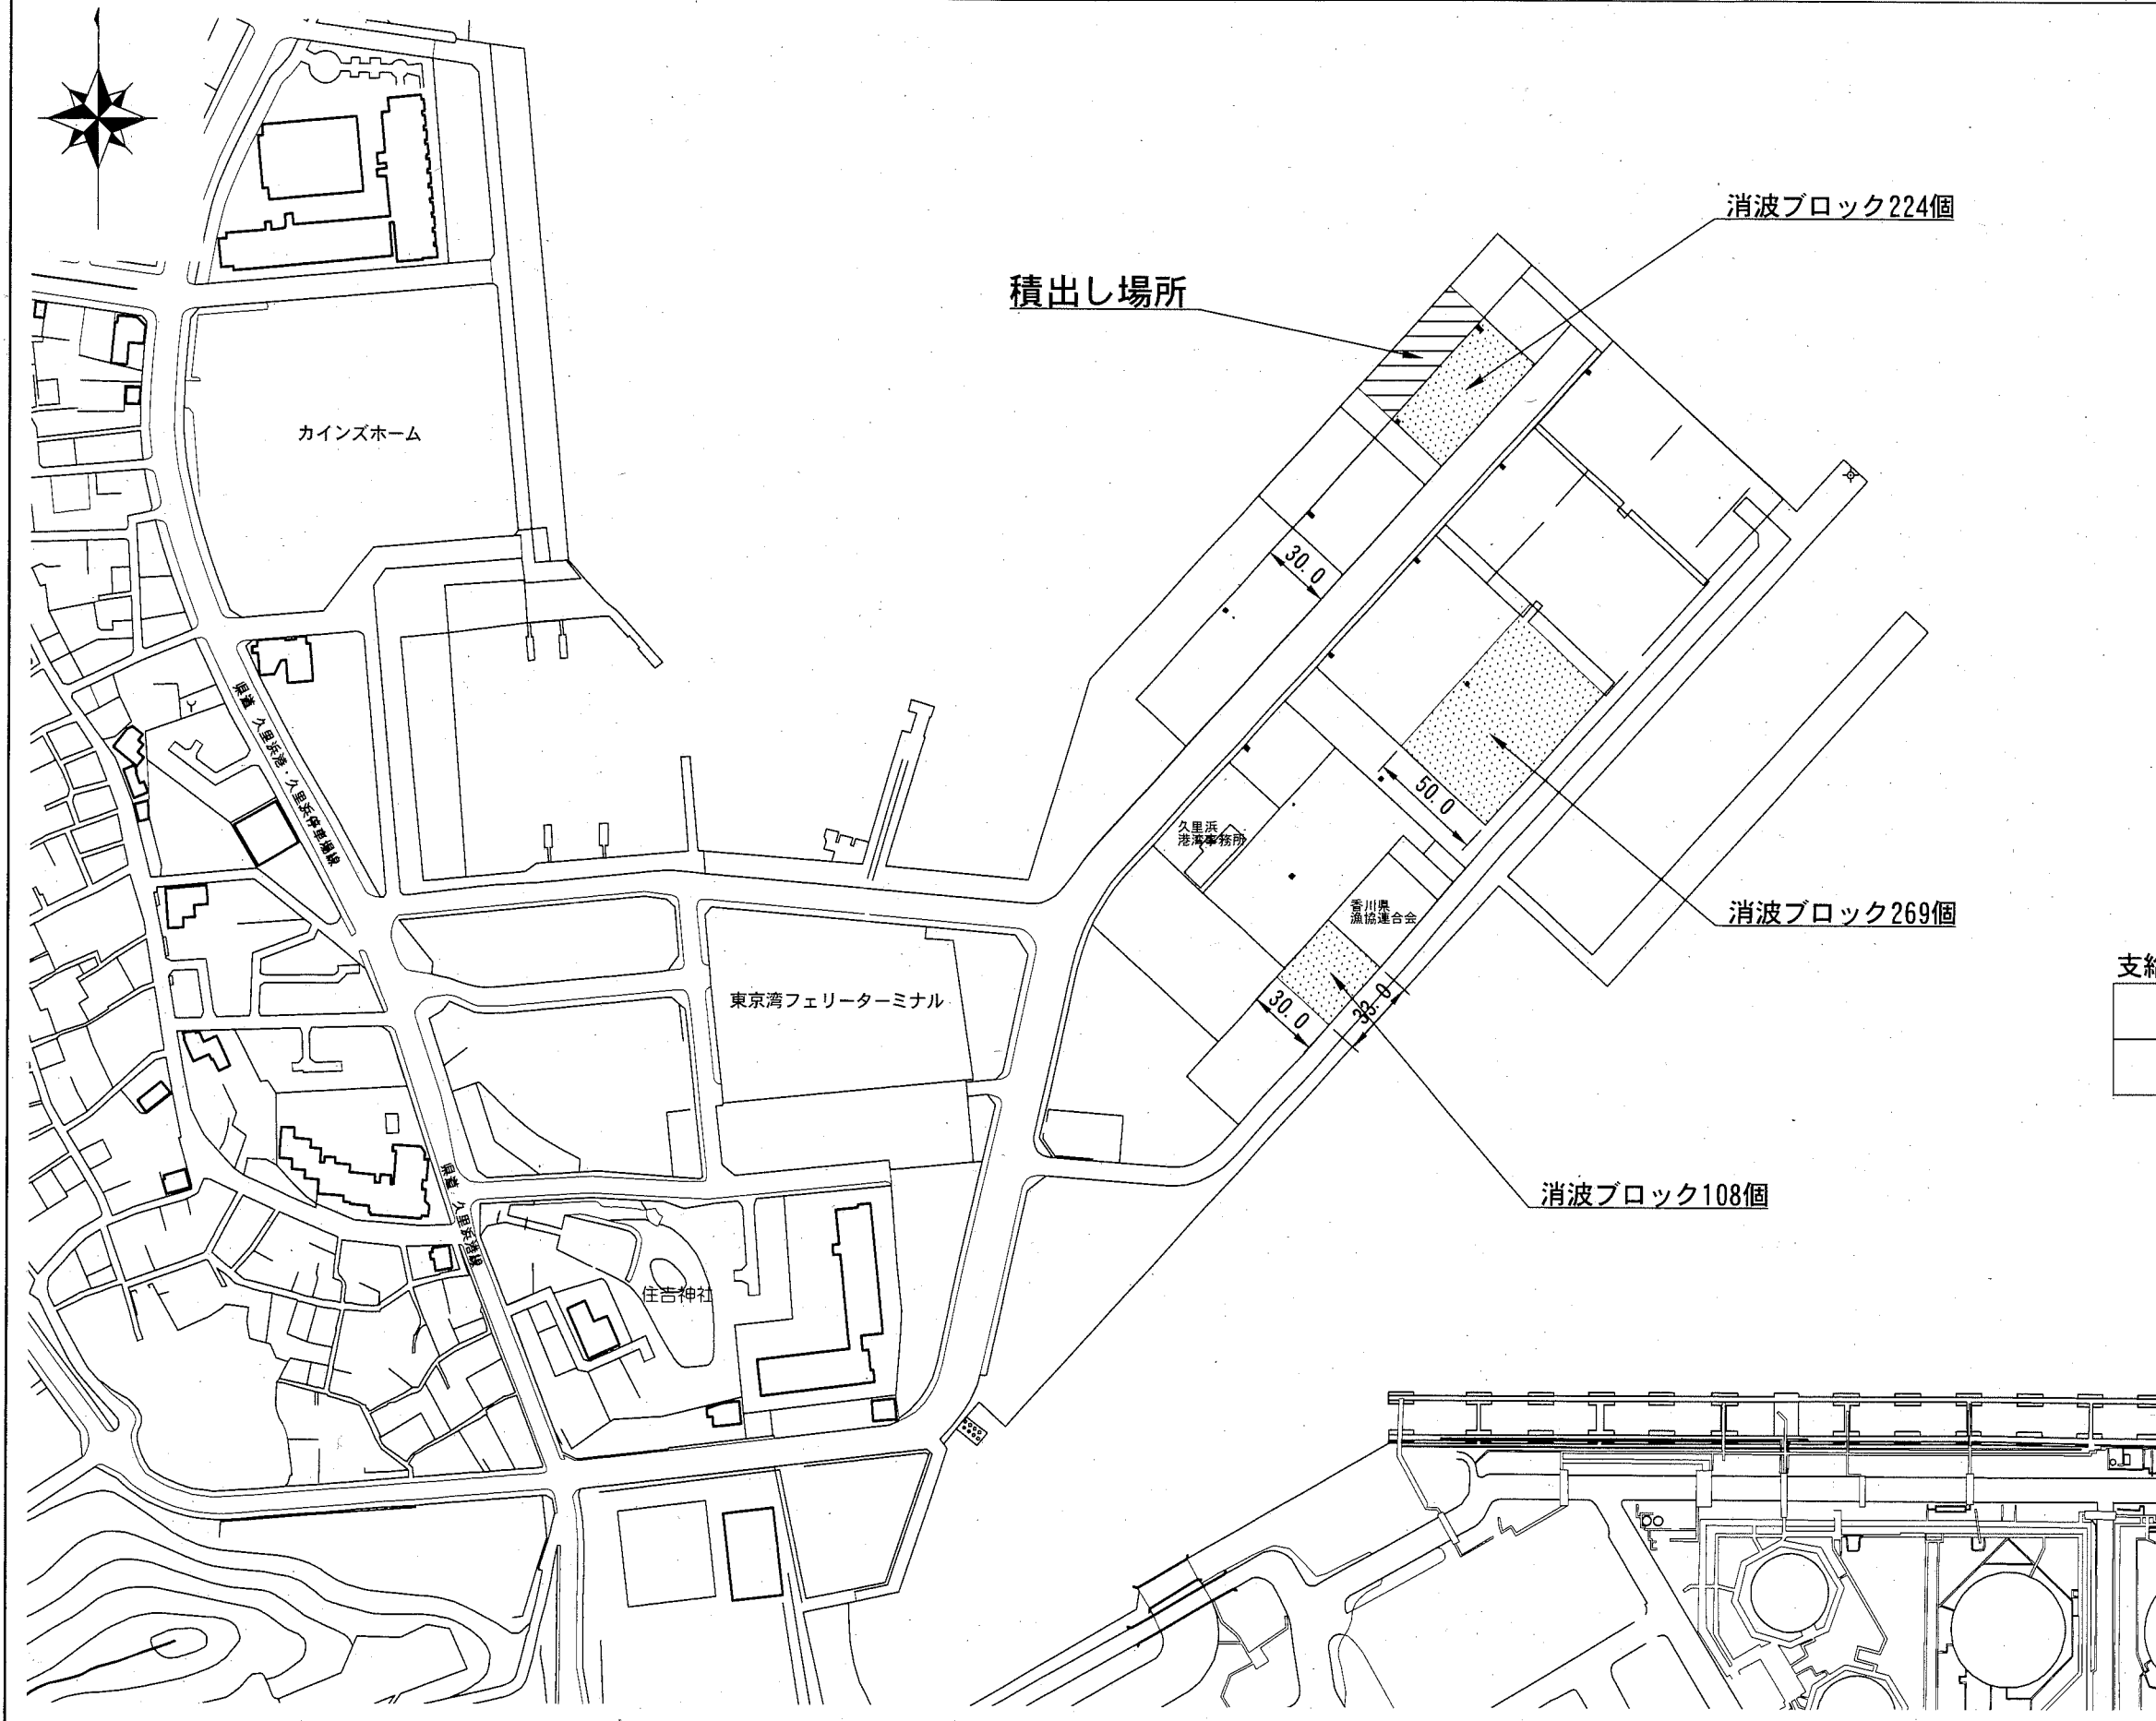 消波ブロック224個
積出し場所
カインズホーム
30.0
県道 久里浜港・久里浜停車場線
50.0
久里浜
港湾事務所
香川県
漁協連合会
消波ブロック269個
東京湾フェリーターミナル
30.0
33.0
支給
消波ブロック108個
県道 久里浜港線
住吉神社